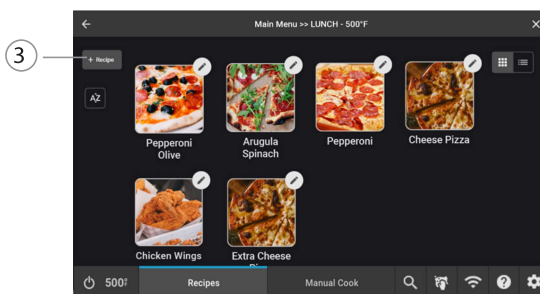 Main Menu >> LUNCH - 500°F
3
+ Recipe
AZ
Pepperoni
Olive
Arugula
Spinach
Pepperoni
Cheese Pizza
Chicken Wings
Extra Cheese
500°F
Recipes
Manual Cook
?